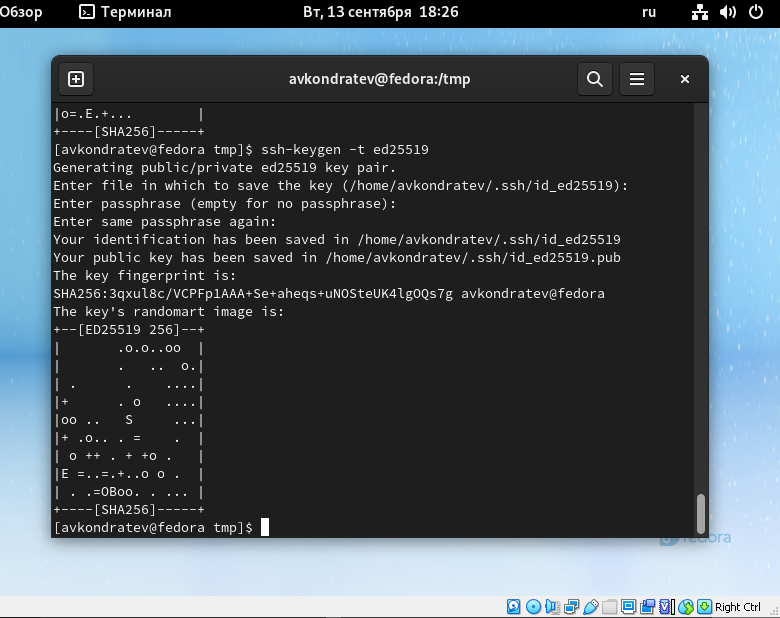 Обзор Терминал Вт, 13 сентября 18:26 ru
avkondratev@fedora:/tmp
|o=.E.+...        |
+----[SHA256]-----+
[avkondratev@fedora tmp]$ ssh-keygen -t ed25519
Generating public/private ed25519 key pair.
Enter file in which to save the key (/home/avkondratev/.ssh/id_ed25519):
Enter passphrase (empty for no passphrase):
Enter same passphrase again:
Your identification has been saved in /home/avkondratev/.ssh/id_ed25519
Your public key has been saved in /home/avkondratev/.ssh/id_ed25519.pub
The key fingerprint is:
SHA256:3qxul8c/VCPFp1AAA+Se+aheqs+uNOSteUK4lgOQs7g avkondratev@fedora
The key's randomart image is:
+--[ED25519 256]--+
|       .o.o..oo  |
|       .   ..  o.|
| .      .    ....|
|+      . o   ....|
|oo ..   S     ...|
|+ .o.. . =    .  |
| o ++ . + +o .   |
|E =..=.+..o o .  |
| . .=OBoo. . ... |
+----[SHA256]-----+
[avkondratev@fedora tmp]$
fedora
Right Ctrl